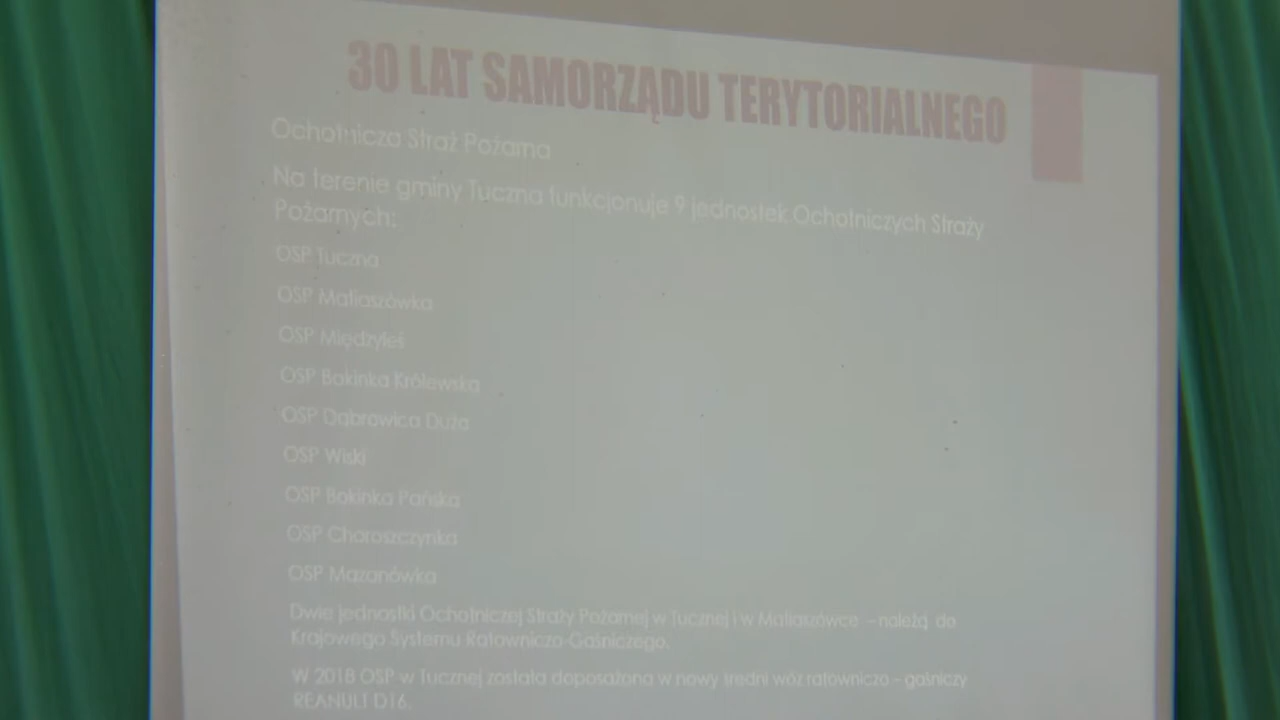 30 LAT SAMORZĄDU TERYTORIALNEGO
Ochotnicza Straż Pożarna
Na terenie gminy Tuczna funkcjonuje 9 jednostek Ochotniczych Straży
Pożarnych:
OSP Tuczna
OSP Matiaszówka
OSP Międzyleś
OSP Bokinka Królewska
OSP Dąbrowica Duża
OSP Wiski
OSP Bokinka Pańska
OSP Choroszczynka
OSP Mazanówka
Dwie jednostki Ochotniczej Straży Pożarnej w Tucznej i w Matiaszówce - należą do
Krajowego Systemu Ratowniczo-Gaśniczego.
W 2018 OSP w Tucznej została doposażona w nowy średni wóz ratowniczo - gaśniczy
REANULT D16.